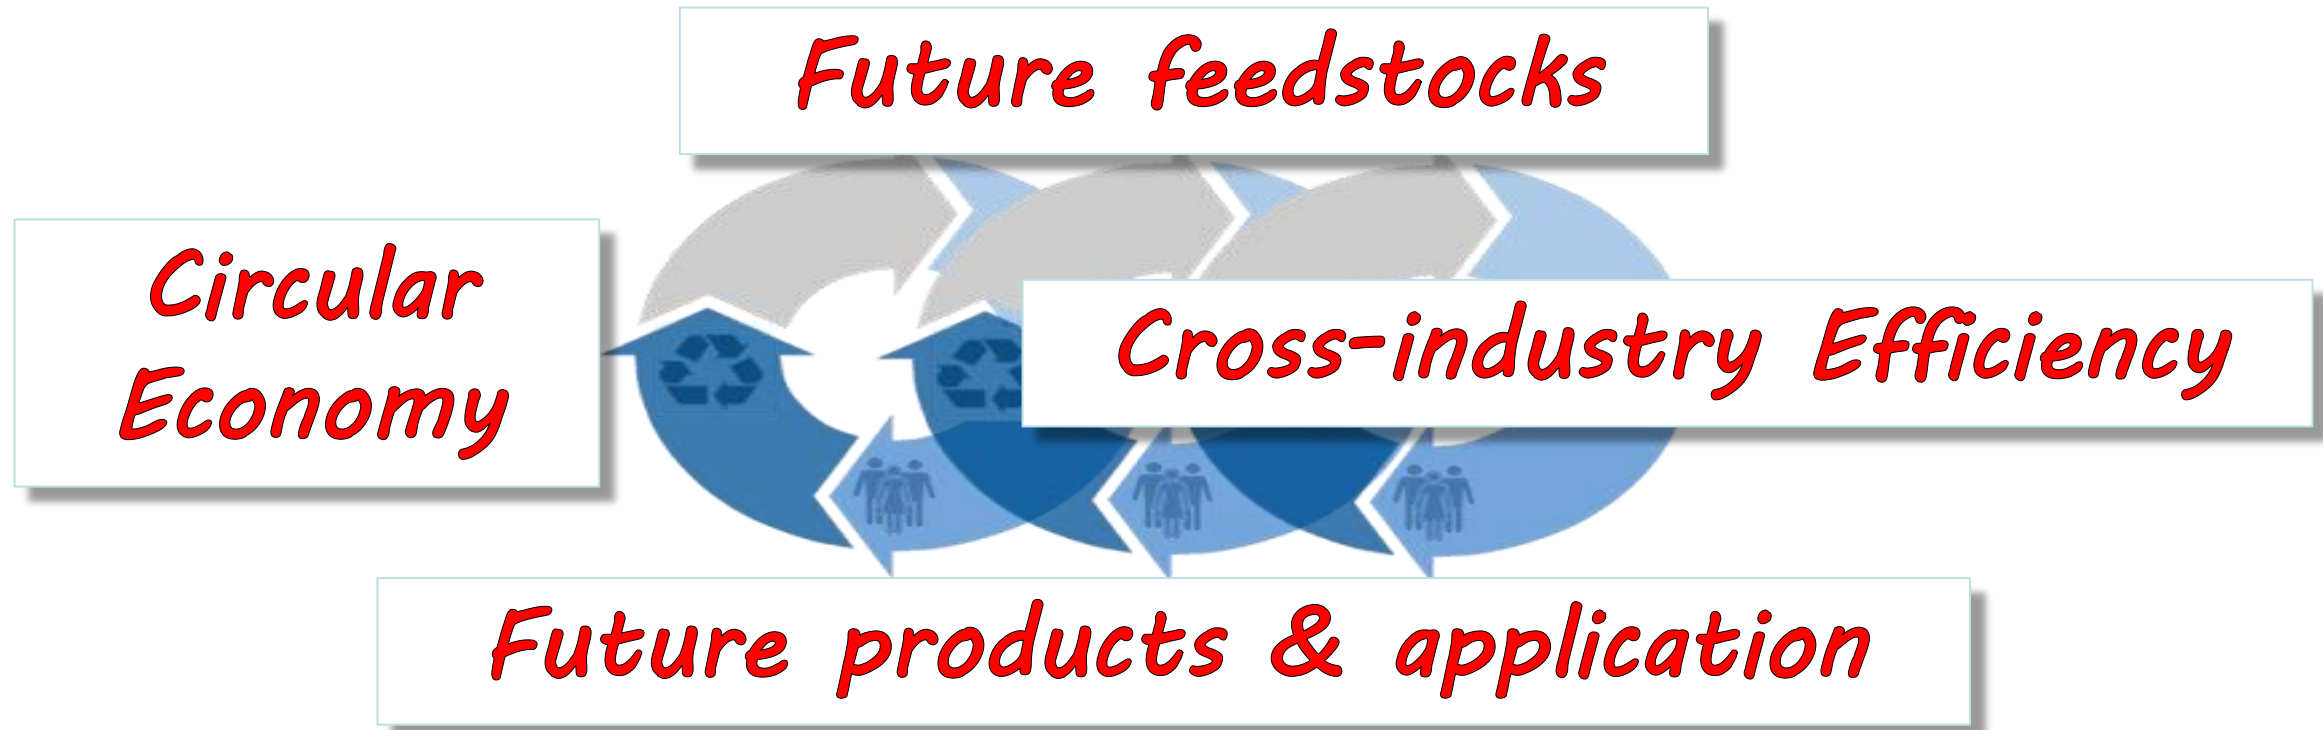 Future feedstocks
Circular
Economy
Cross-industry Efficiency
Future products & application